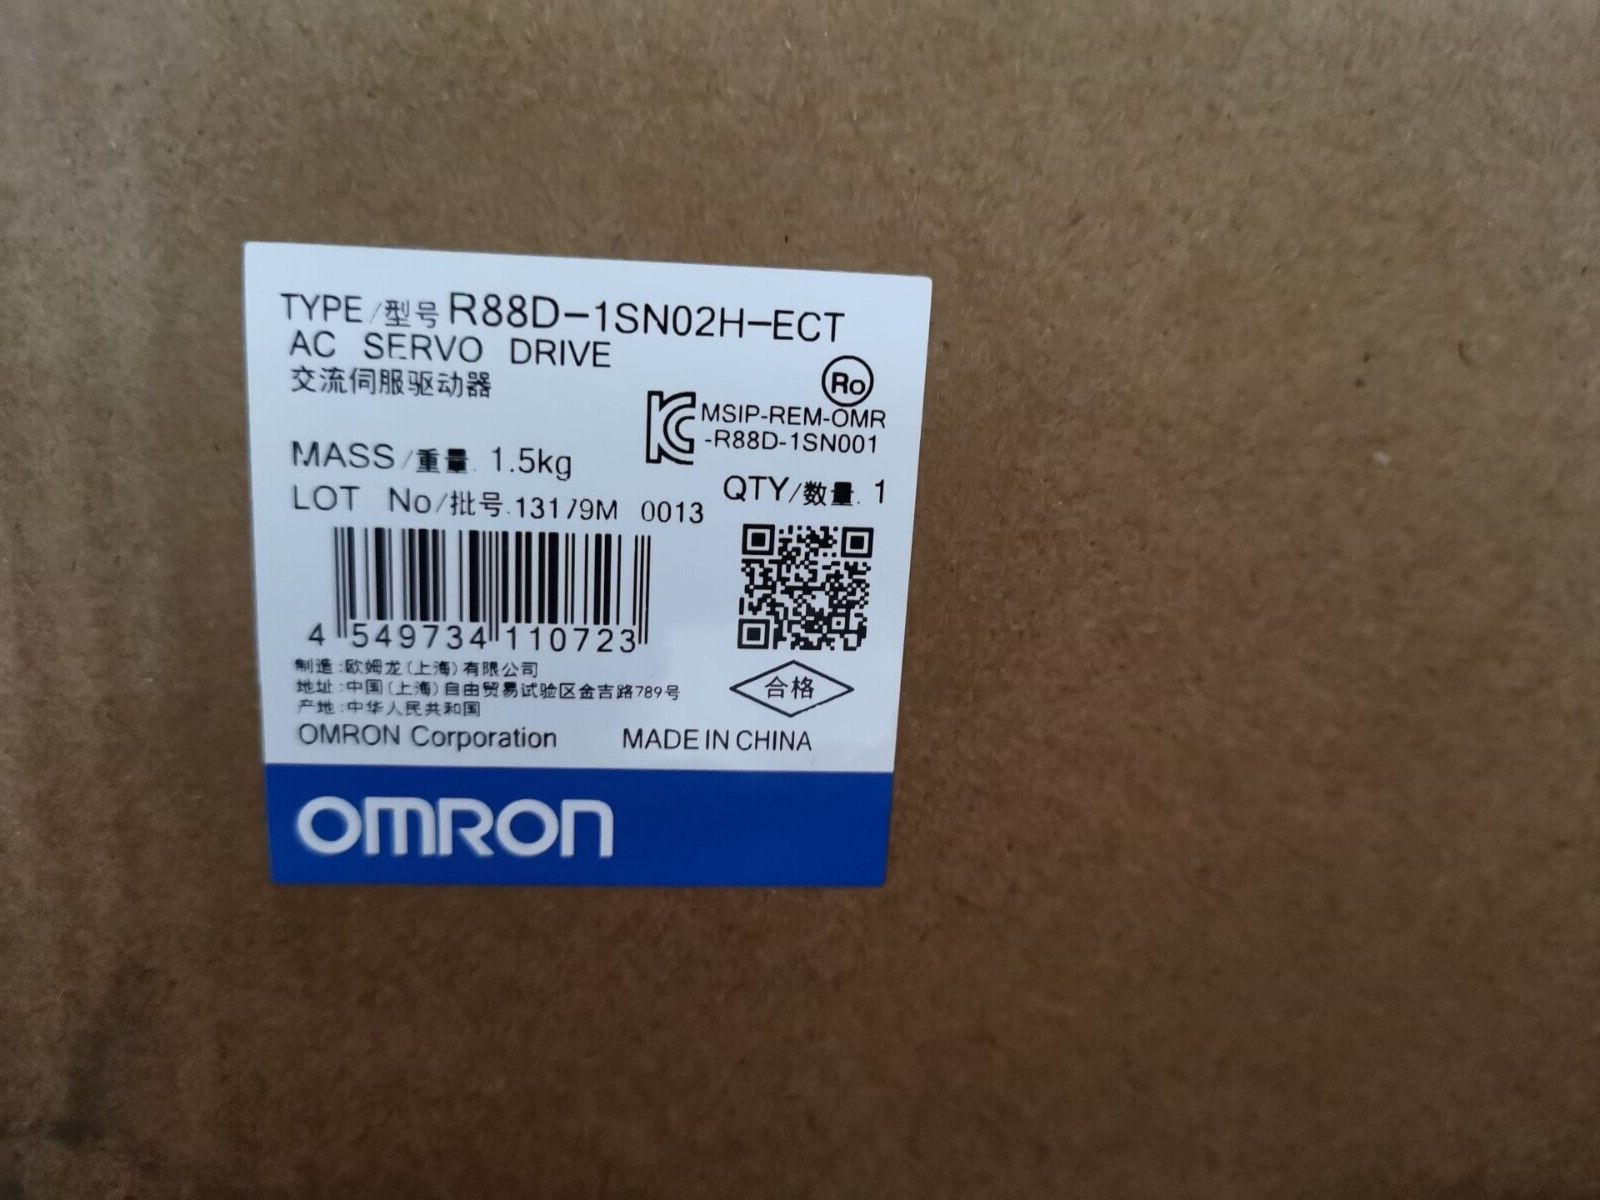 TYPE/型号 R88D-1SN02H-ECT
AC SERVO DRIVE
交流伺服驱动器
Ro
MSIP-REM-OMR
-R88D-1SN001
MASS/重量. 1.5kg
QTY/数量. 1
LOT No/批号. 13179M 0013
4 549734 110723
制造:欧姆龙(上海)有限公司
地址:中国(上海)自由贸易试验区金吉路789号
产地:中华人民共和国
合格
OMRON Corporation MADE IN CHINA
OMRON